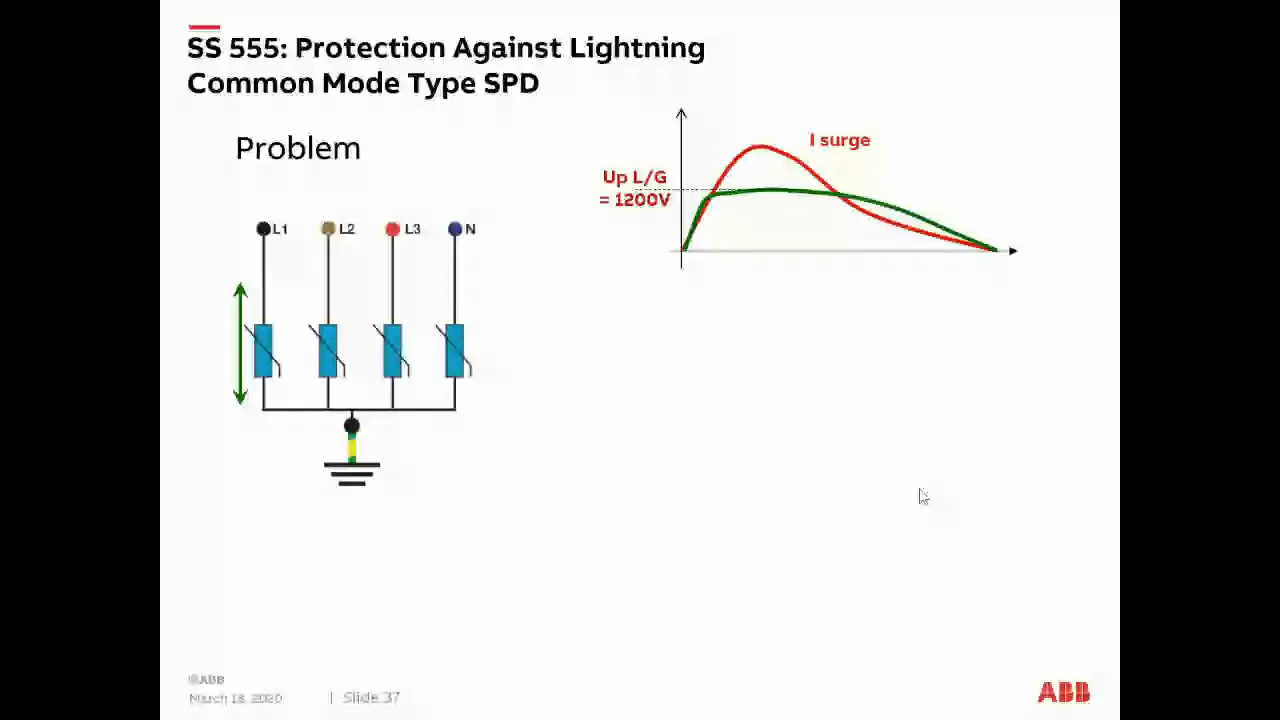 SS 555: Protection Against Lightning
Common Mode Type SPD
Problem
I surge
Up L/G
= 1200V
L1
L2
L3
N
©ABB
March 18, 2020
| Slide 37
ABB